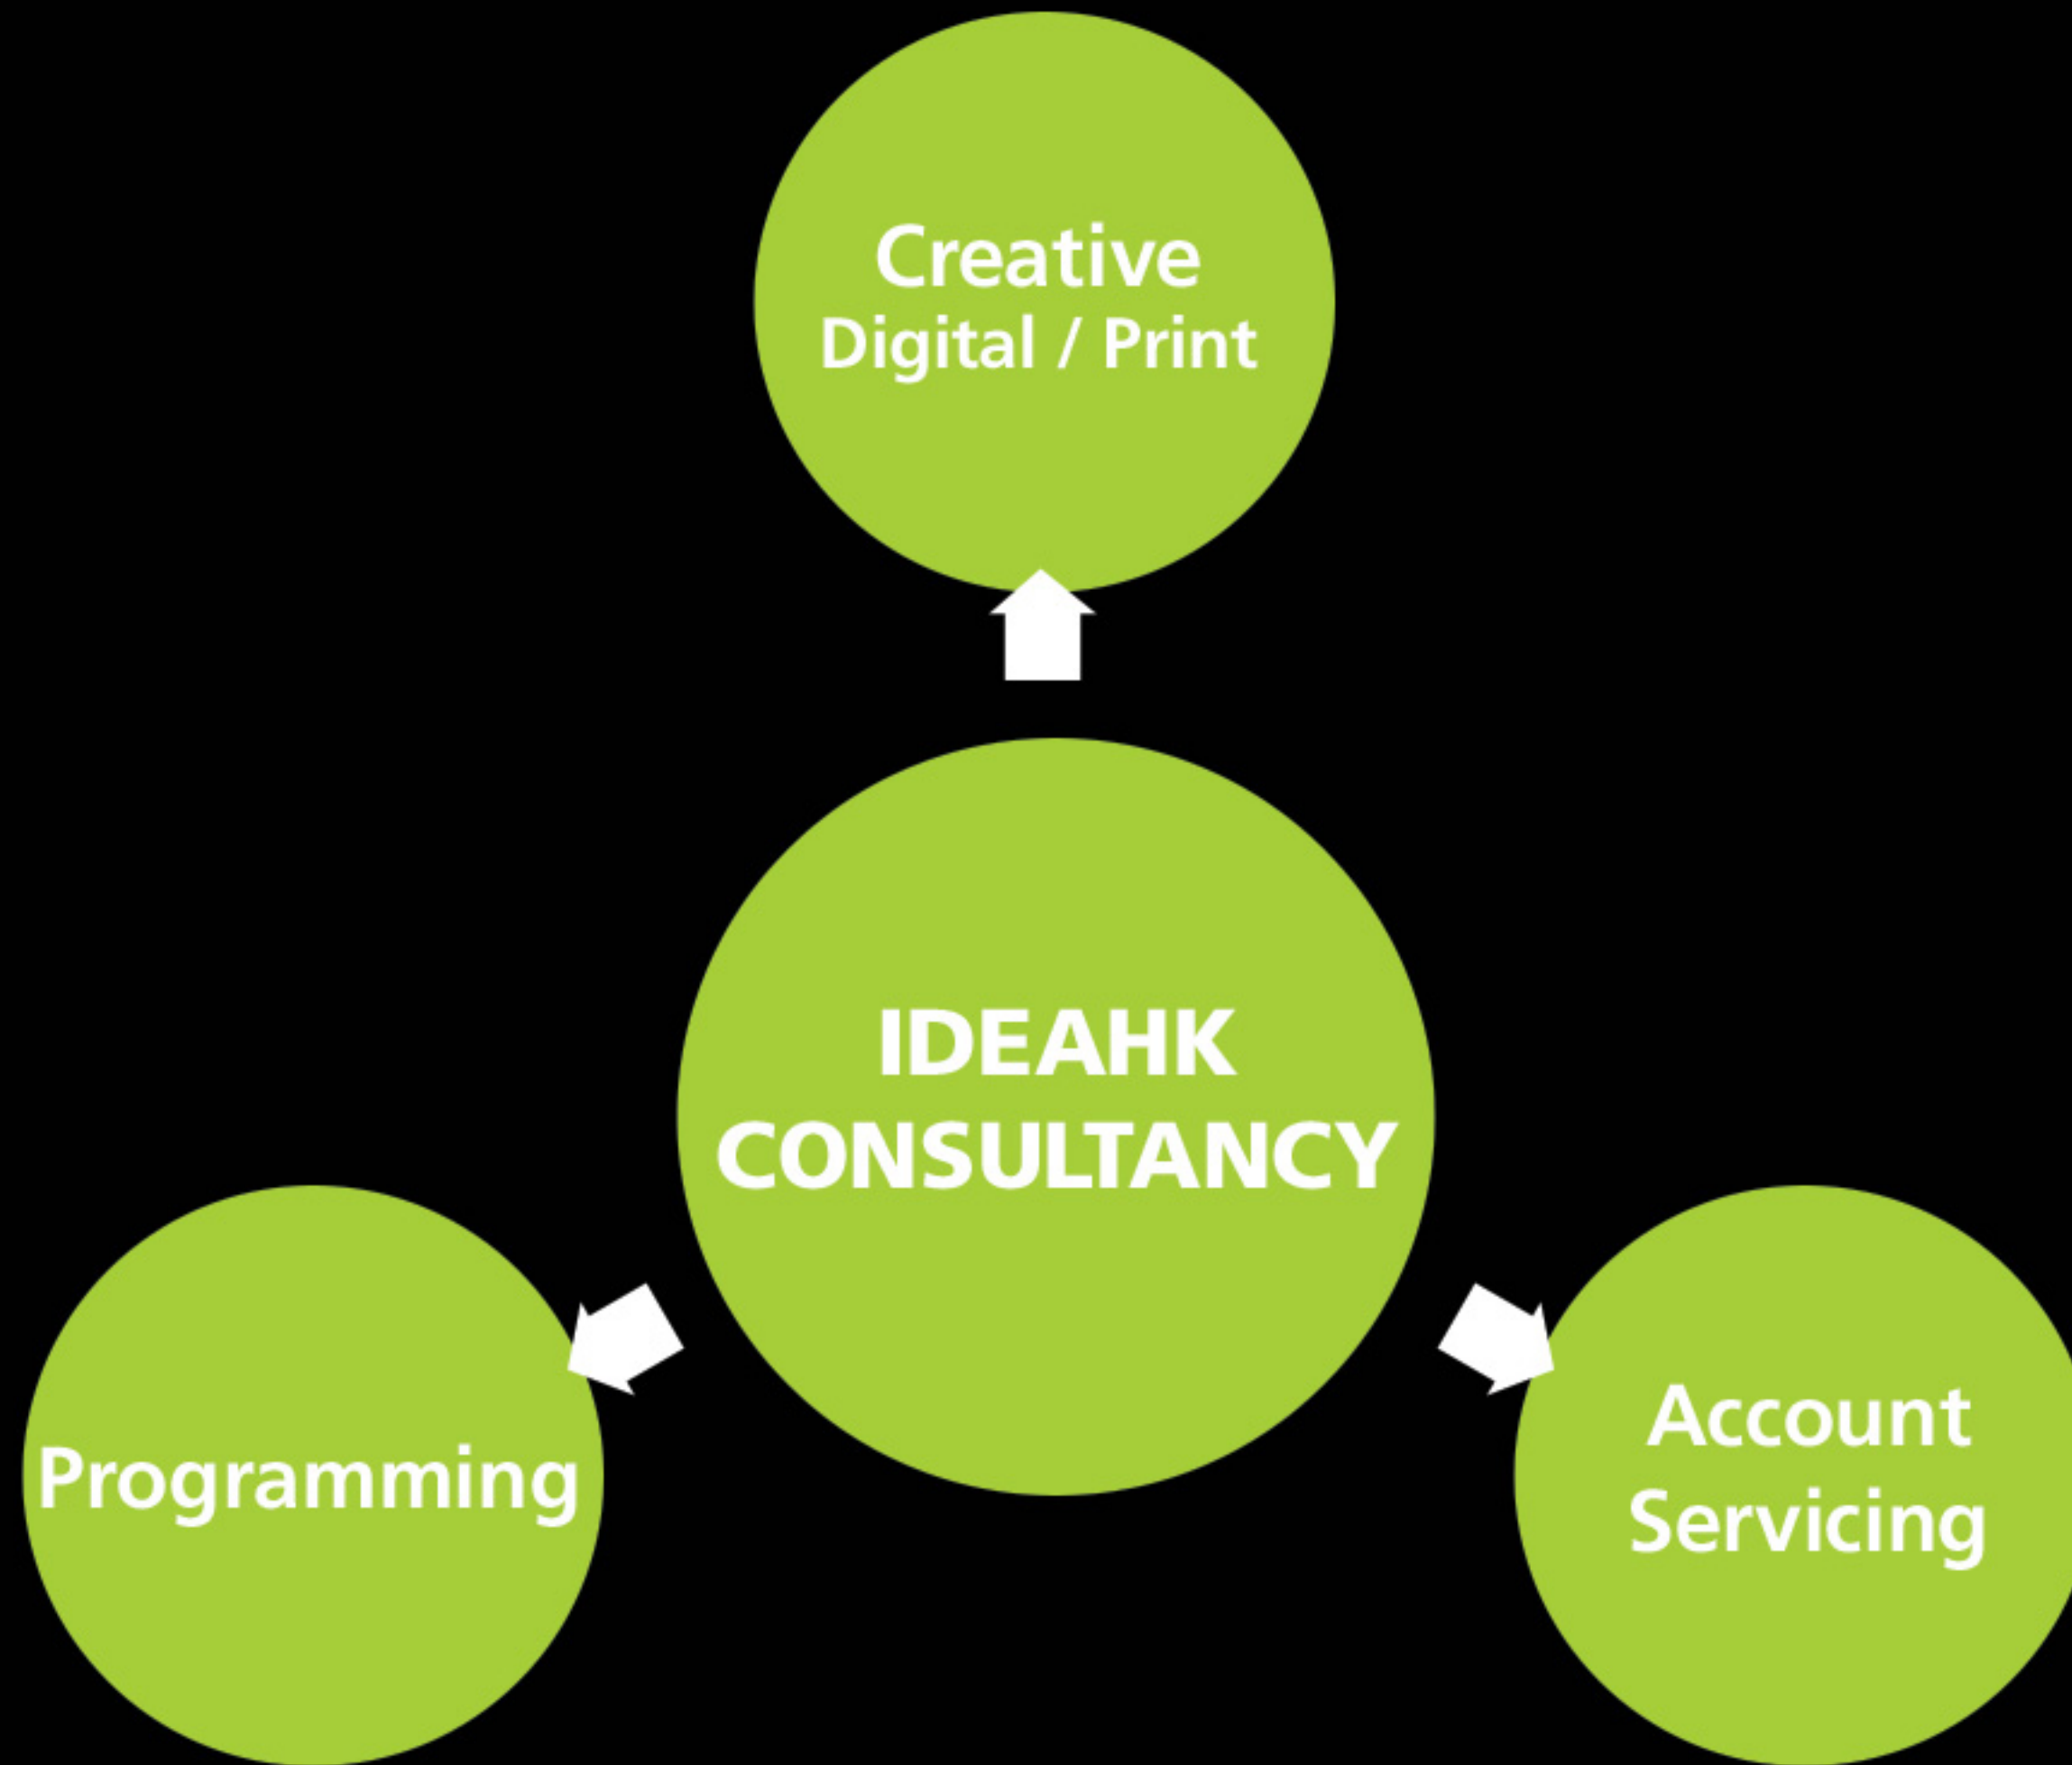 Creative
Digital / Print
IDEAHK
CONSULTANCY
Programming
Account
Servicing